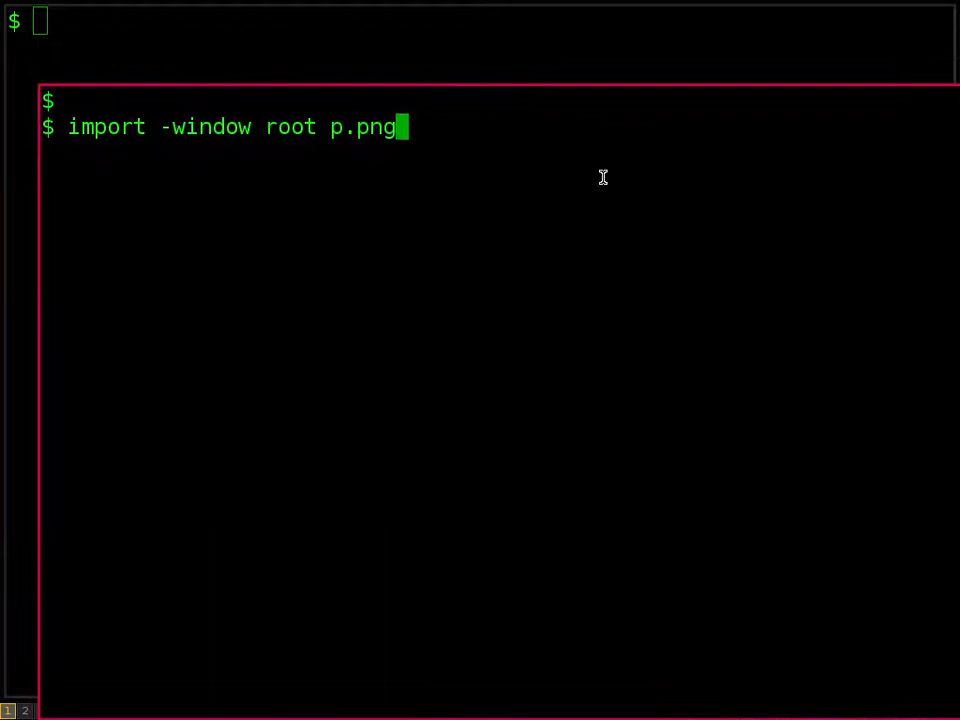 $
$
$ import -window root p.png
1 2